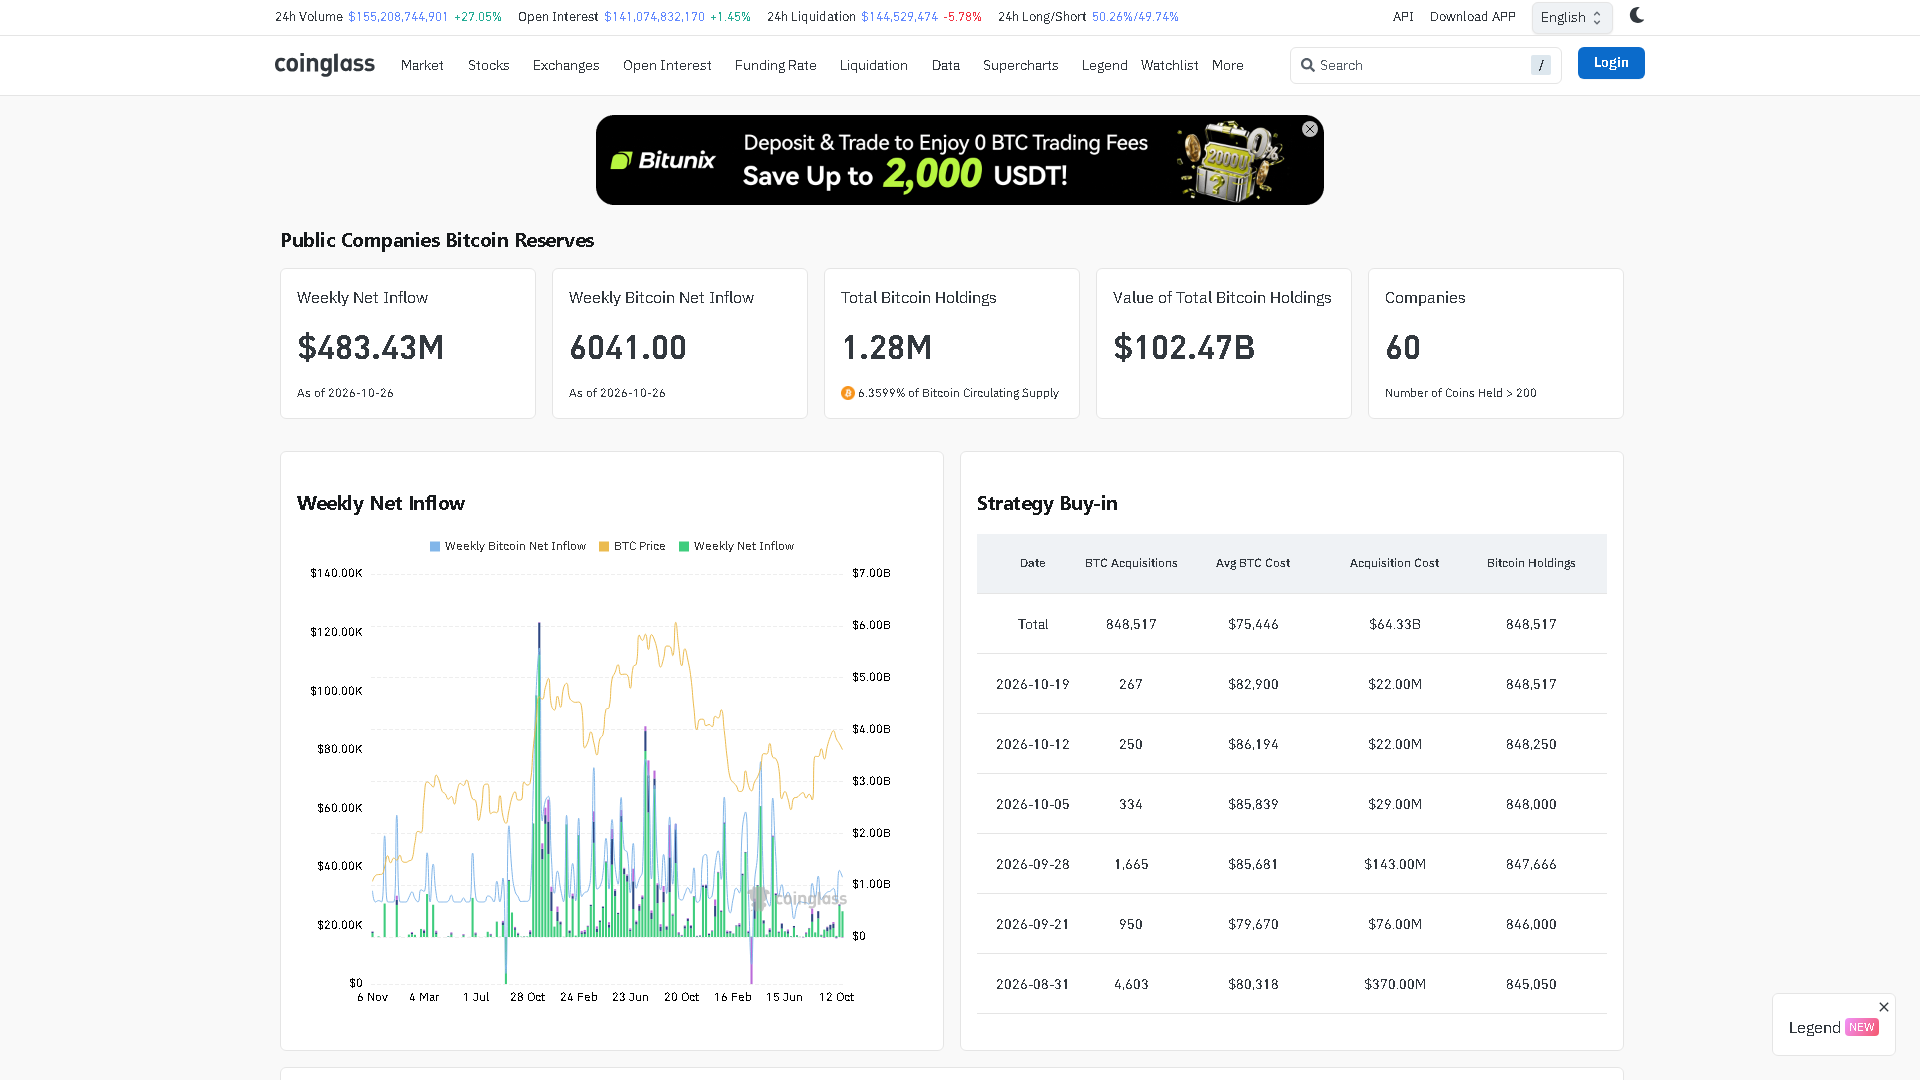 24h Volume $155,208,744,901 +27.05% Open Interest $141,074,832,170 +1.45% 24h Liquidation $144,529,474 -5.78% 24h Long/Short 50.26%/49.74% API Download APP English
coinglass Market Stocks Exchanges Open Interest Funding Rate Liquidation Data Supercharts Legend Watchlist More Search / Login
Bitunix
Deposit & Trade to Enjoy 0 BTC Trading Fees
Save Up to 2,000 USDT!
2000U
0%
?
Public Companies Bitcoin Reserves
Weekly Net Inflow
$483.43M
As of 2026-10-26
Weekly Bitcoin Net Inflow
6041.00
As of 2026-10-26
Total Bitcoin Holdings
1.28M
6.3599% of Bitcoin Circulating Supply
Value of Total Bitcoin Holdings
$102.47B
Companies
60
Number of Coins Held > 200
Weekly Net Inflow
Weekly Bitcoin Net Inflow BTC Price Weekly Net Inflow
$140.00K
$120.00K
$100.00K
$80.00K
$60.00K
$40.00K
$20.00K
$0
$7.00B
$6.00B
$5.00B
$4.00B
$3.00B
$2.00B
$1.00B
$0
coinglass
6 Nov 4 Mar 1 Jul 28 Oct 24 Feb 23 Jun 20 Oct 16 Feb 15 Jun 12 Oct
Strategy Buy-in
Date BTC Acquisitions Avg BTC Cost Acquisition Cost Bitcoin Holdings
Total 848,517 $75,446 $64.33B 848,517
2026-10-19 267 $82,900 $22.00M 848,517
2026-10-12 250 $86,194 $22.00M 848,250
2026-10-05 334 $85,839 $29.00M 848,000
2026-09-28 1,665 $85,681 $143.00M 847,666
2026-09-21 950 $79,670 $76.00M 846,000
2026-08-31 4,603 $80,318 $370.00M 845,050
Legend NEW